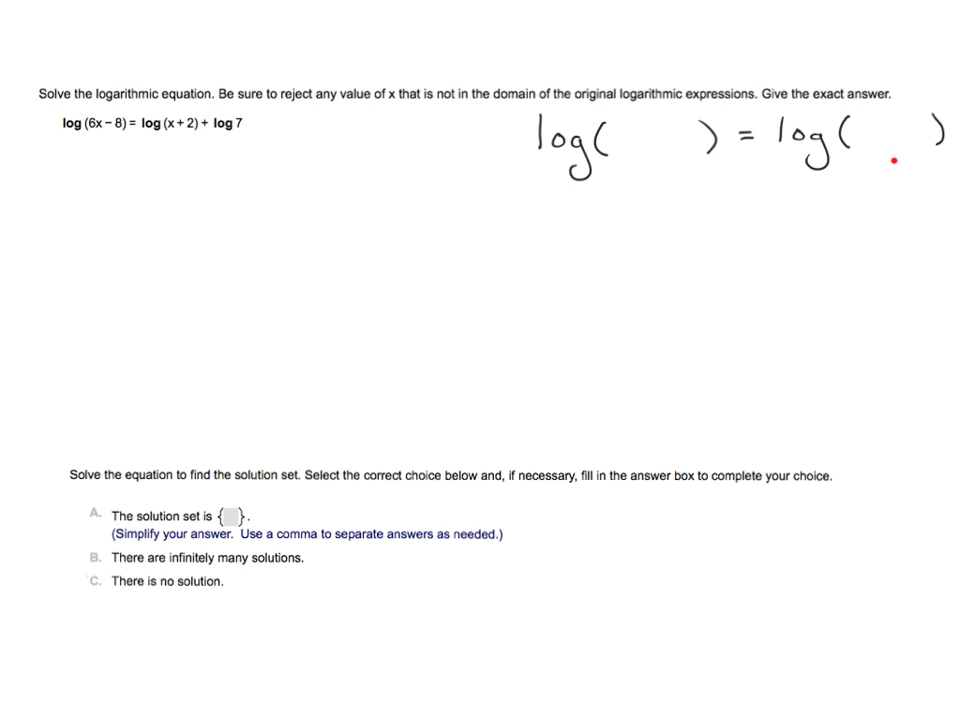 Solve the logarithmic equation. Be sure to reject any value of x that is not in the domain of the original logarithmic expressions. Give the exact answer.
log (6x − 8) = log (x + 2) + log 7
log(     ) = log(     )
Solve the equation to find the solution set. Select the correct choice below and, if necessary, fill in the answer box to complete your choice.
A. The solution set is { }.
(Simplify your answer. Use a comma to separate answers as needed.)
B. There are infinitely many solutions.
C. There is no solution.